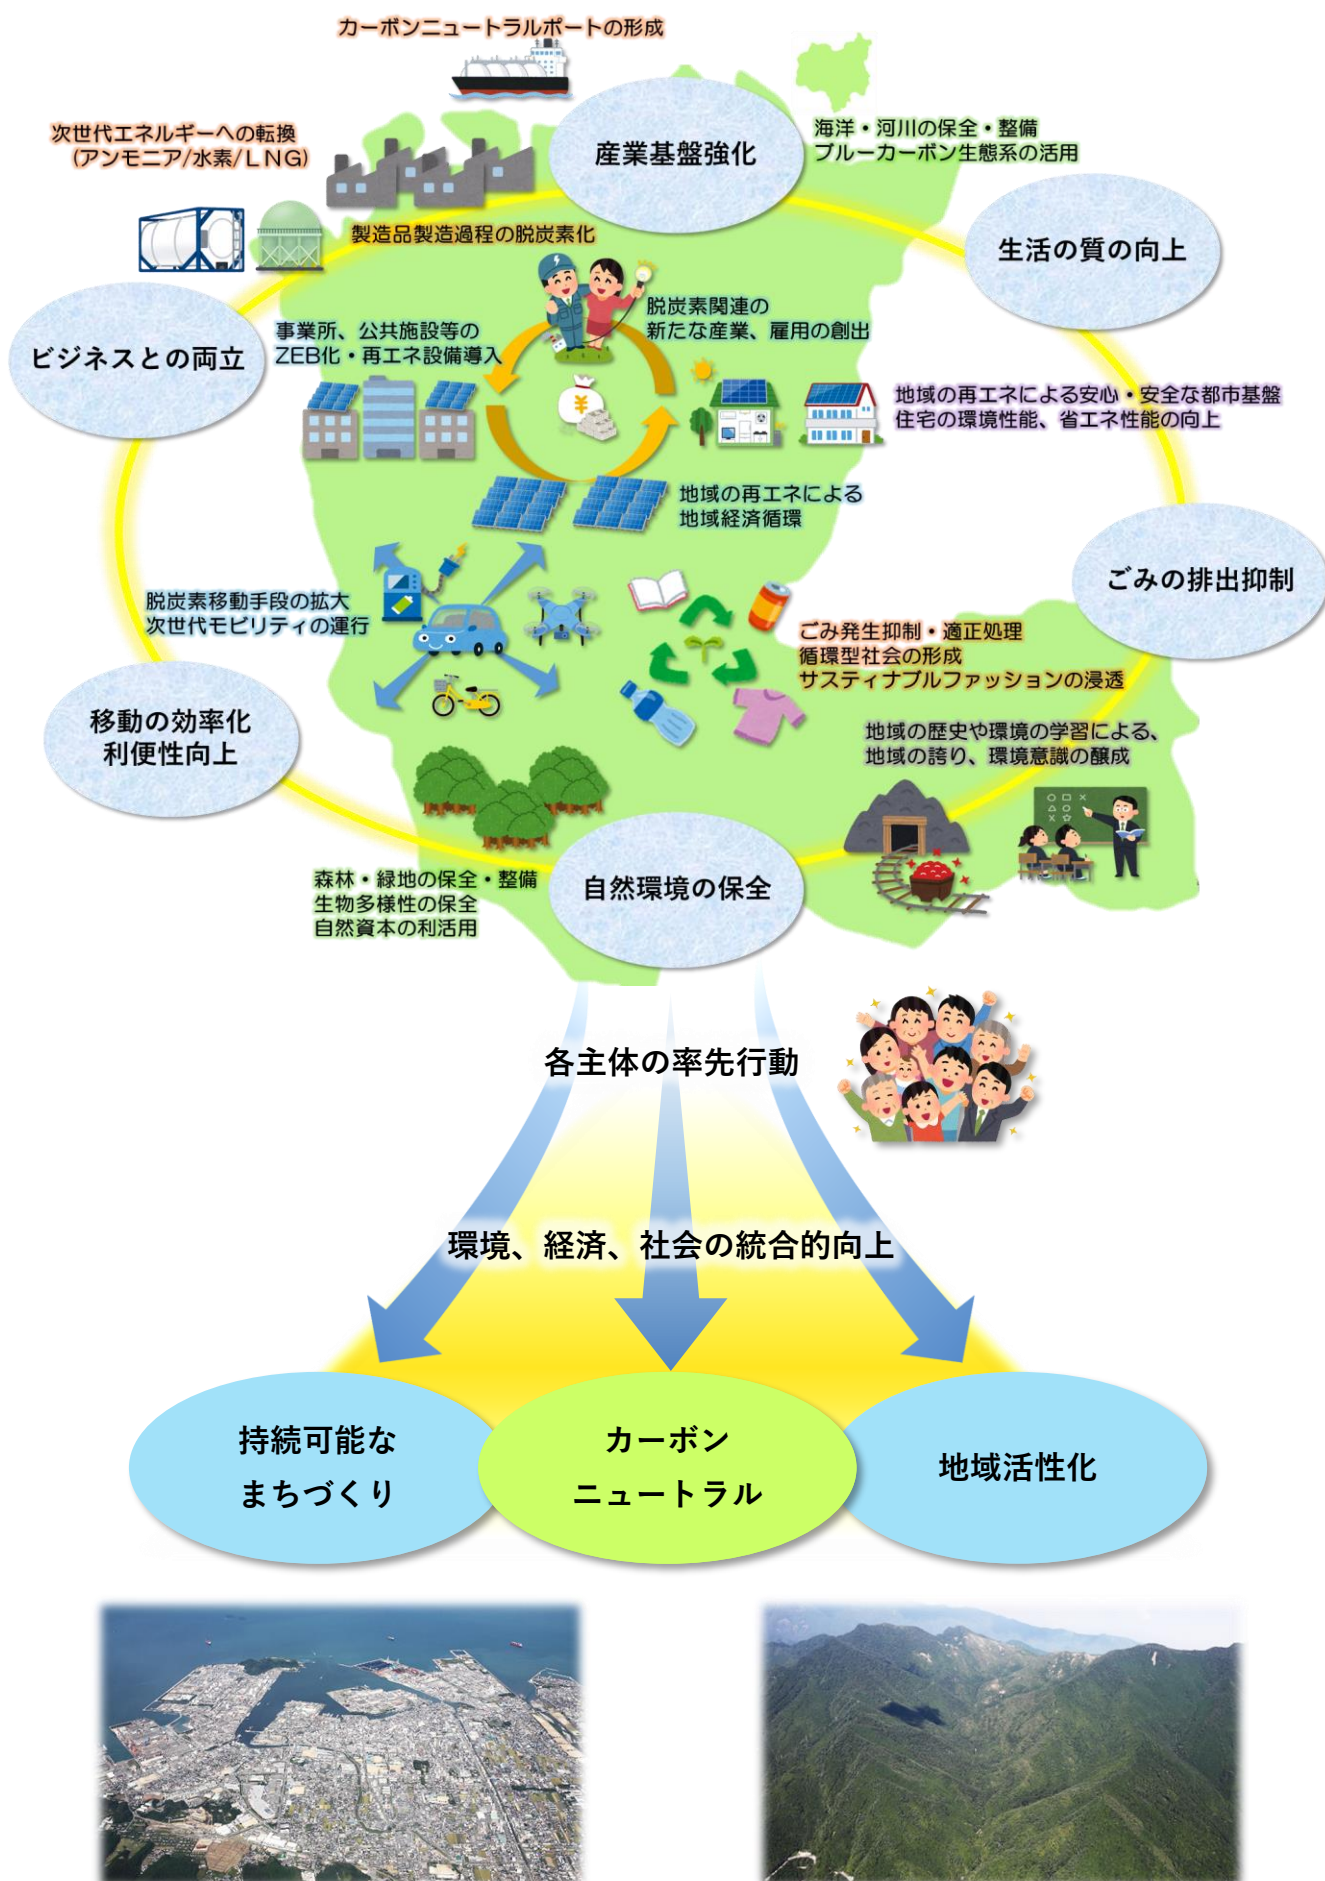 カーボンニュートラルポートの形成
次世代エネルギーへの転換
(アンモニア/水素/LNG)
産業基盤強化
海洋・河川の保全・整備
ブルーカーボン生態系の活用
製造品製造過程の脱炭素化
生活の質の向上
ビジネスとの両立
事業所、公共施設等の
ZEB化・再エネ設備導入
脱炭素関連の
新たな産業、雇用の創出
地域の再エネによる安心・安全な都市基盤
住宅の環境性能、省エネ性能の向上
地域の再エネによる
地域経済循環
ごみの排出抑制
脱炭素移動手段の拡大
次世代モビリティの運行
ごみ発生抑制・適正処理
循環型社会の形成
サスティナブルファッションの浸透
移動の効率化
利便性向上
地域の歴史や環境の学習による、
地域の誇り、環境意識の醸成
森林・緑地の保全・整備
生物多様性の保全
自然資本の利活用
自然環境の保全
各主体の率先行動
環境、経済、社会の統合的向上
持続可能な
まちづくり
カーボン
ニュートラル
地域活性化